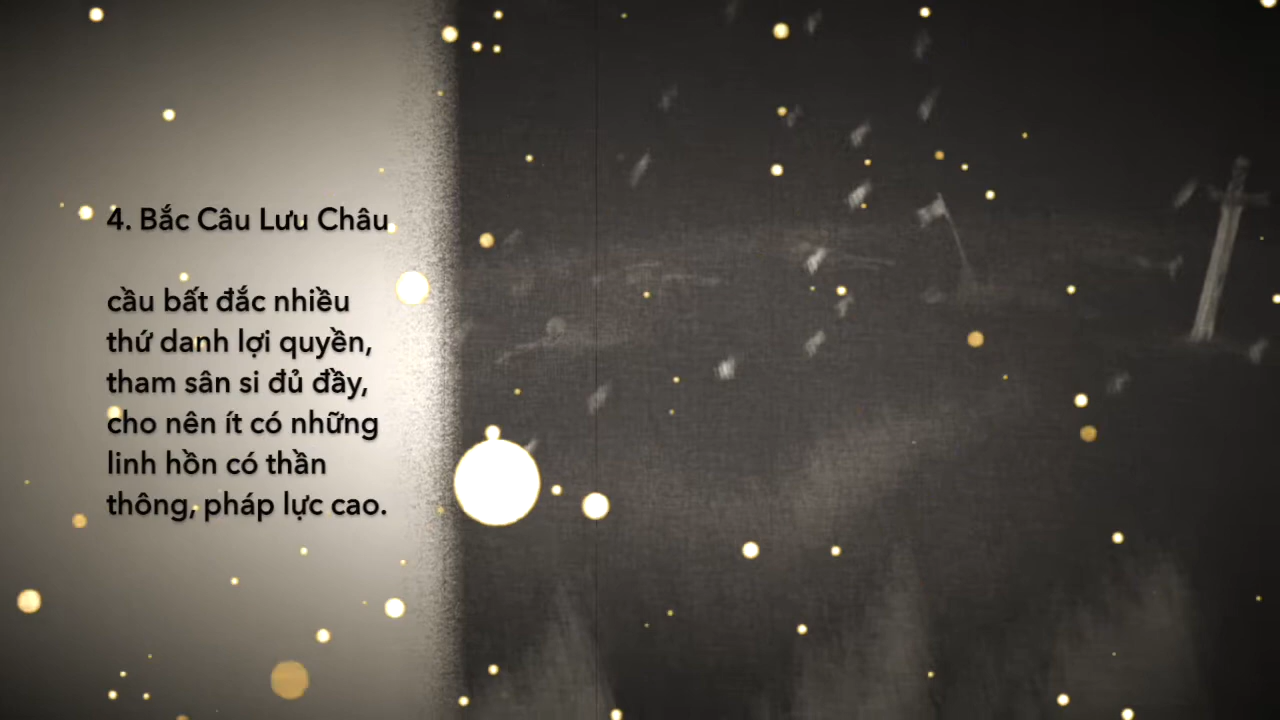 4. Bắc Câu Lưu Châu
cầu bất đắc nhiều
thứ danh lợi quyền,
tham sân si đủ đầy,
cho nên ít có những
linh hồn có thần
thông, pháp lực cao.